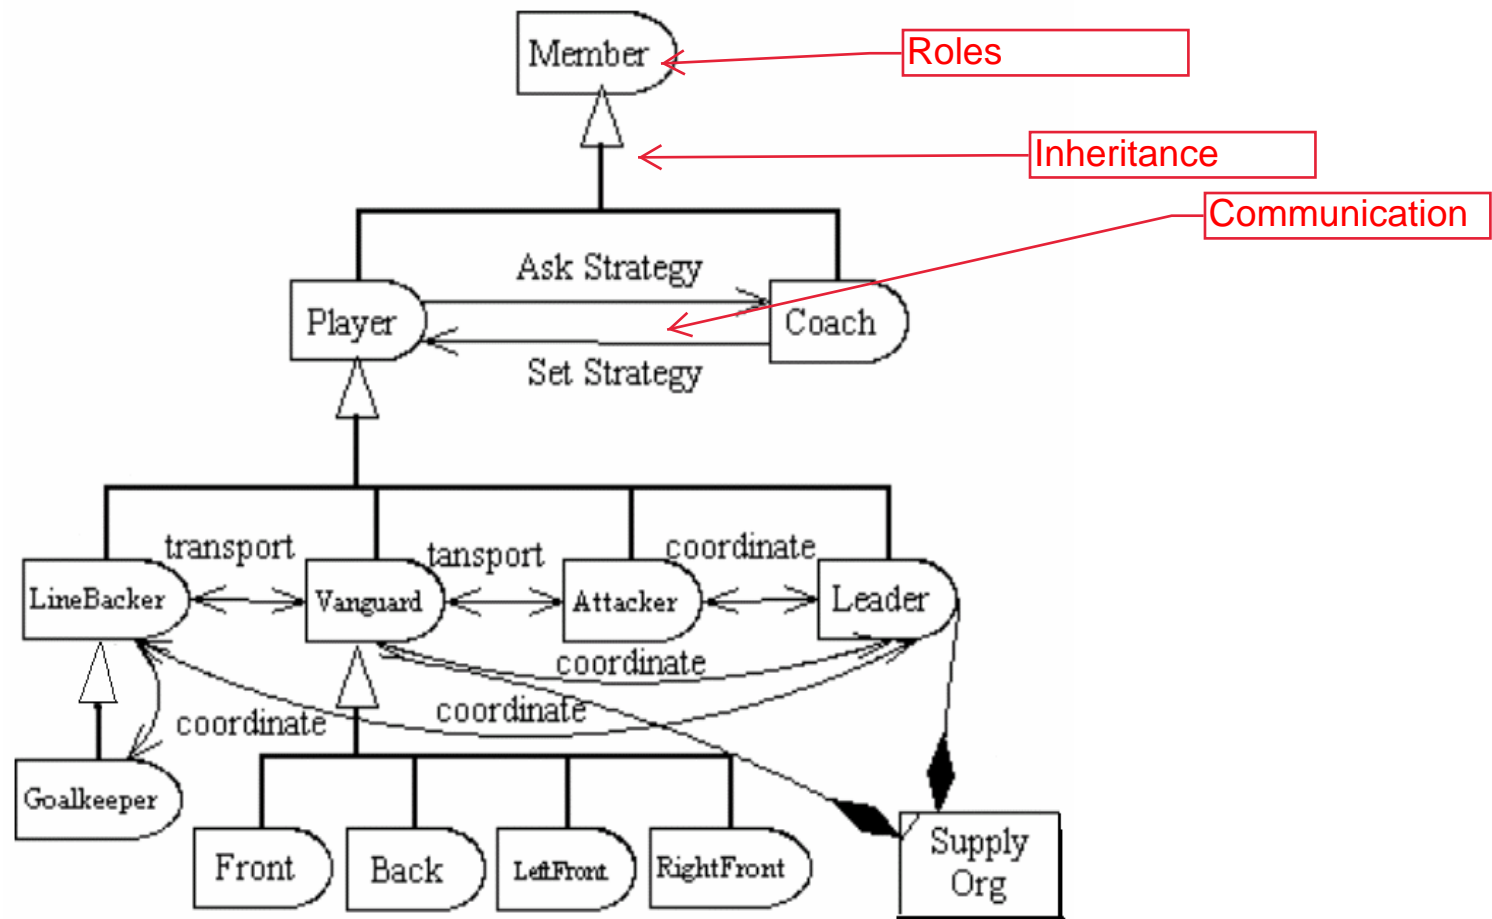 Member
Roles
Inheritance
Communication
Ask Strategy
Player
Coach
Set Strategy
transport
tansport
coordinate
LineBacker
Vanguard
Attacker
Leader
coordinate
coordinate
coordinate
Goalkeeper
Front
Back
LeftFront
RightFront
Supply
Org